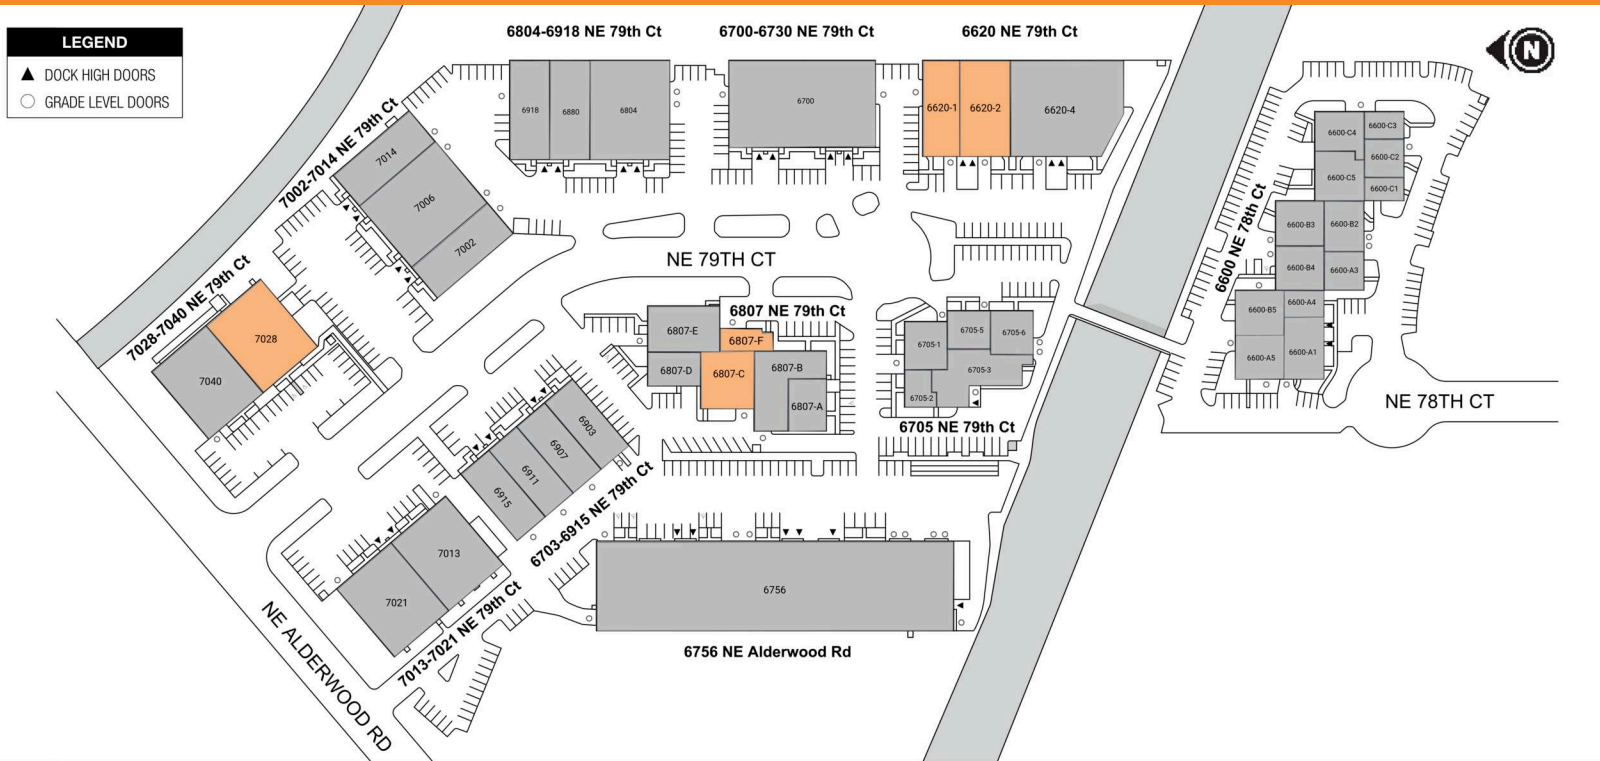 LEGEND
DOCK HIGH DOORS
GRADE LEVEL DOORS
6804-6918 NE 79th Ct
6700-6730 NE 79th Ct
6620 NE 79th Ct
N
6918
6880
6804
6700
6620-1
6620-2
6620-4
7002-7014 NE 79th Ct
7014
7006
7002
6600 NE 78th Ct
6600-C4
6600-C3
6600-C2
6600-C5
6600-C1
6600-B3
6600-B2
6600-B4
6600-A3
6600-B5
6600-A4
6600-A5
6600-A1
NE 79TH CT
7028-7040 NE 79th Ct
7028
7040
6807 NE 79th Ct
6807-E
6807-F
6807-D
6807-C
6807-B
6807-A
6705-1
6705-5
6705-6
6705-3
6705-2
6705 NE 79th Ct
NE 78TH CT
6903
6907
6911
6915
6703-6915 NE 79th Ct
7013
7021
7013-7021 NE 79th Ct
6756
6756 NE Alderwood Rd
NE ALDERWOOD RD